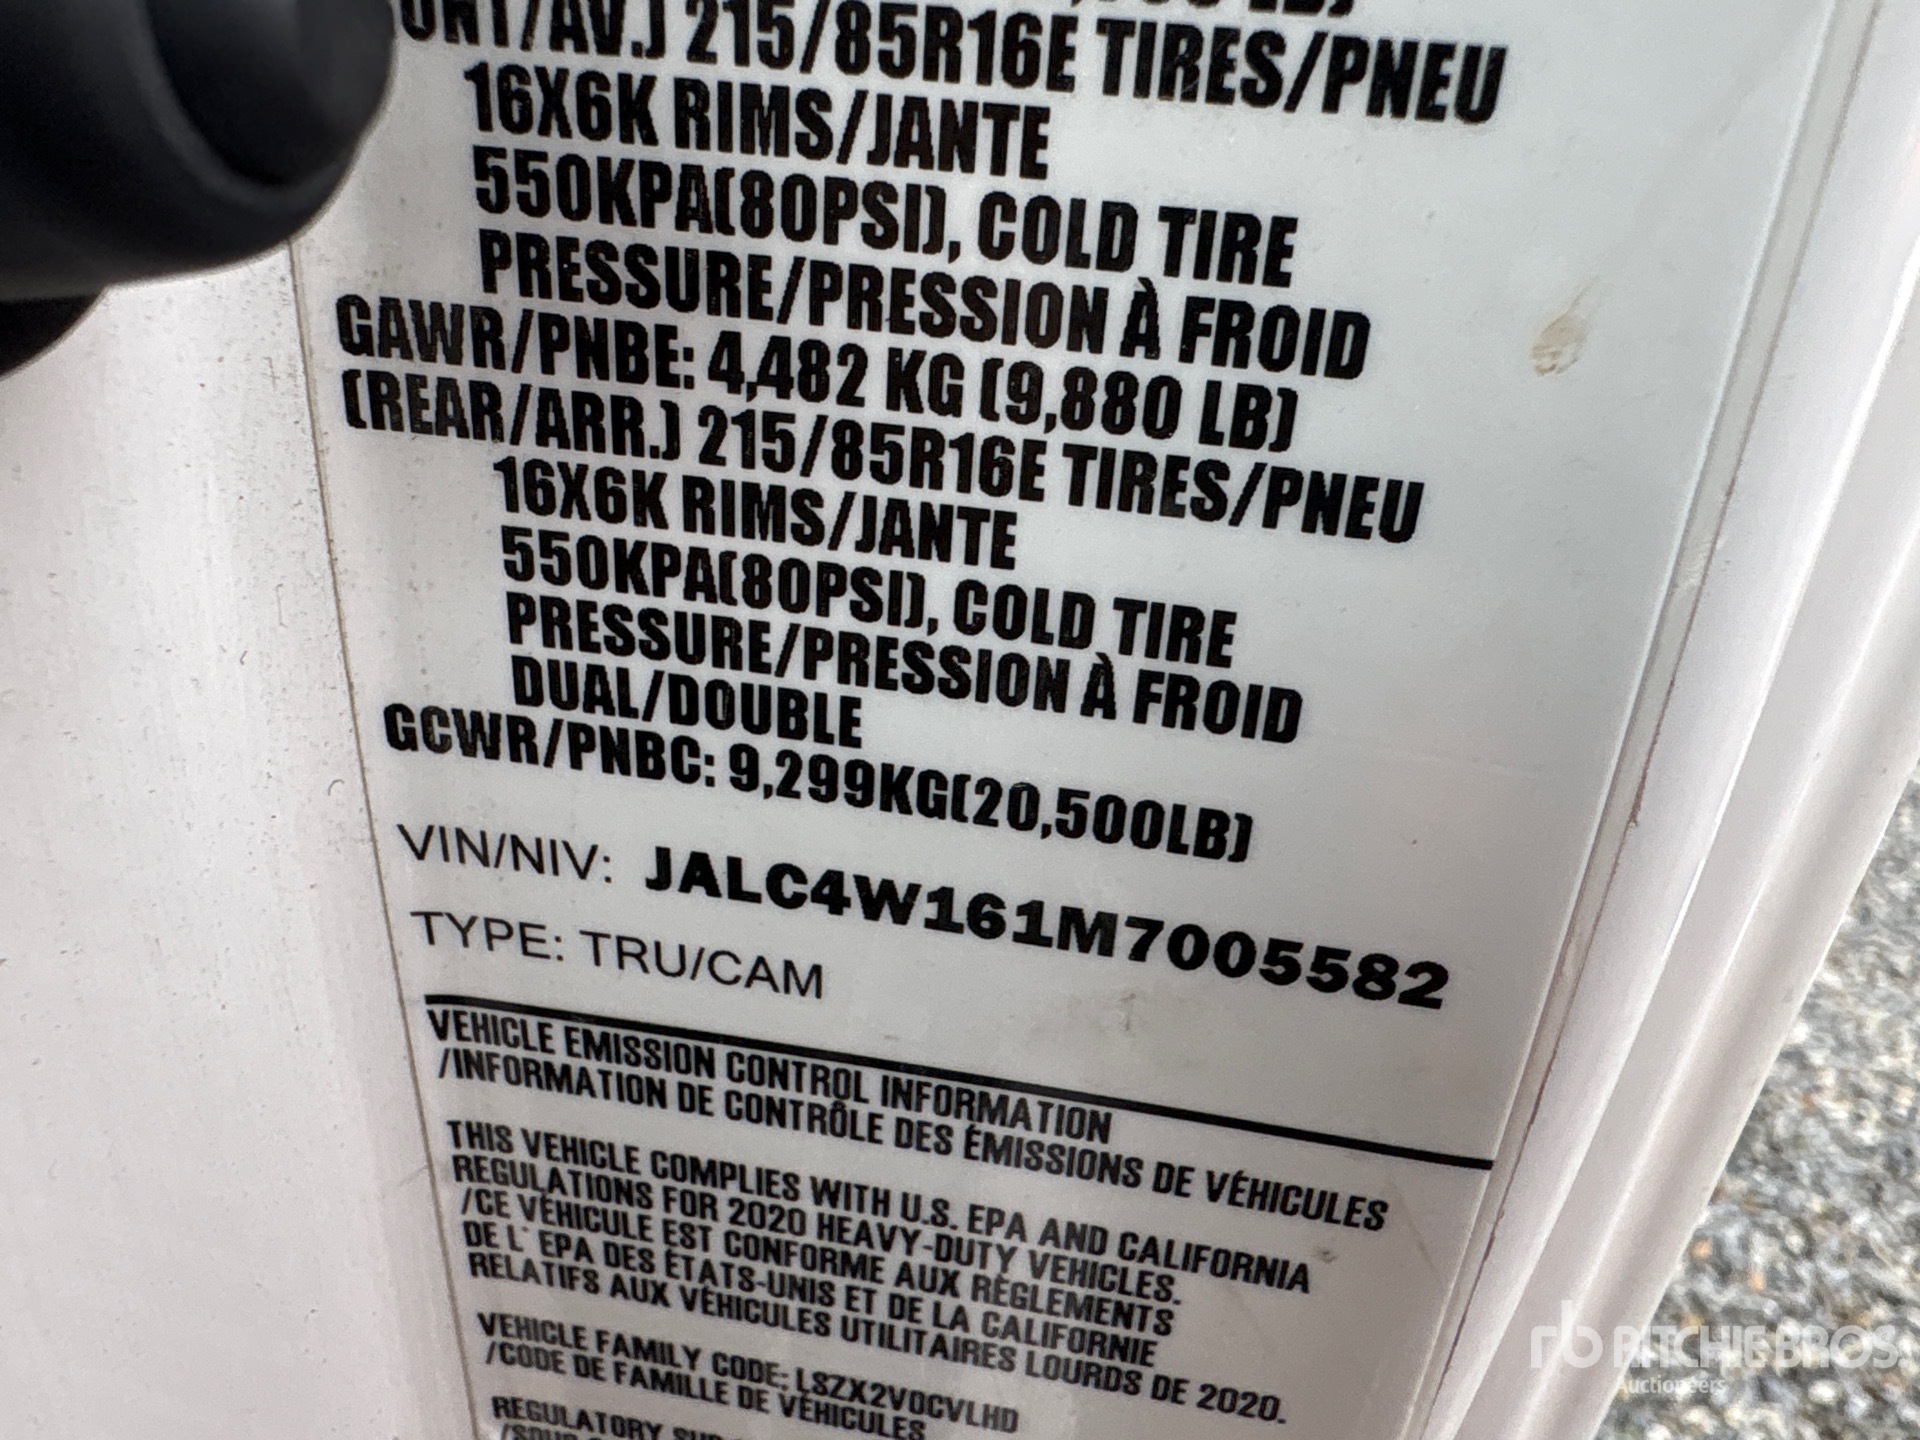 215/85R16E TIRES/PNEU
16X6K RIMS/JANTE
550KPA(80PSI), COLD TIRE
PRESSURE/PRESSION À FROID
GAWR/PNBE: 4,482 KG (9,880 LB)
(REAR/ARR.) 215/85R16E TIRES/PNEU
16X6K RIMS/JANTE
550KPA(80PSI), COLD TIRE
PRESSURE/PRESSION À FROID
DUAL/DOUBLE
GCWR/PNBC: 9,299KG(20,500LB)
VIN/NIV: JALC4W161M7005582
TYPE: TRU/CAM
VEHICLE EMISSION CONTROL INFORMATION
/INFORMATION DE CONTRÔLE DES ÉMISSIONS DE VÉHICULES
THIS VEHICLE COMPLIES WITH U.S. EPA AND CALIFORNIA
REGULATIONS FOR 2020 HEAVY-DUTY VEHICLES.
/CE VÉHICULE EST CONFORME AUX RÈGLEMENTS
DE L' EPA DES ÉTATS-UNIS ET DE LA CALIFORNIE
RELATIFS AUX VÉHICULES UTILITAIRES LOURDS DE 2020.
VEHICLE FAMILY CODE: LSZX2V0CVLHD
/CODE DE FAMILLE DE VÉHICULES
REGULATORY
rb RITCHIE BROS.
Auctioneers